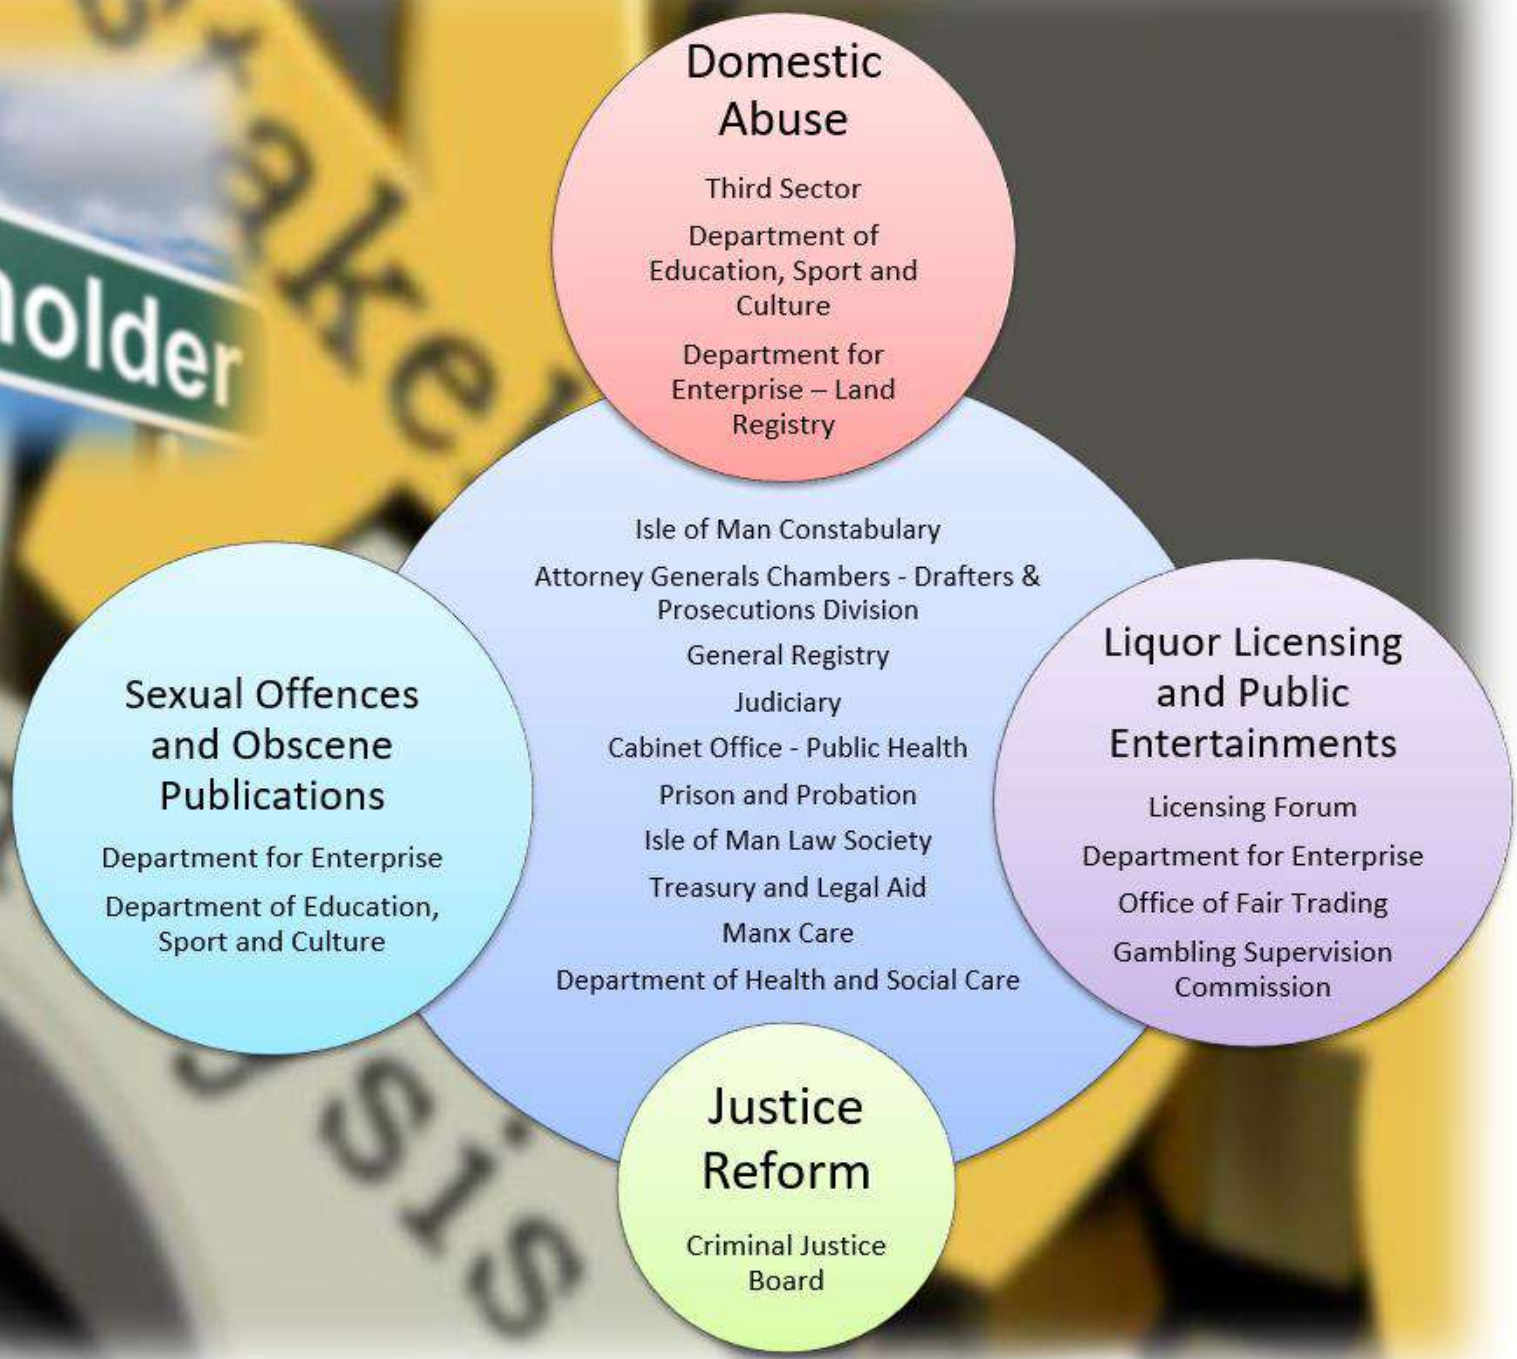 Domestic
Abuse
Third Sector
Department of
Education, Sport and
Culture
Department for
Enterprise – Land
Registry
holder
ake
Isle of Man Constabulary
Attorney Generals Chambers - Drafters &
Prosecutions Division
General Registry
Judiciary
Cabinet Office - Public Health
Prison and Probation
Isle of Man Law Society
Treasury and Legal Aid
Manx Care
Department of Health and Social Care
Sexual Offences
and Obscene
Publications
Department for Enterprise
Department of Education,
Sport and Culture
Liquor Licensing
and Public
Entertainments
Licensing Forum
Department for Enterprise
Office of Fair Trading
Gambling Supervision
Commission
Justice
Reform
Criminal Justice
Board
ysis